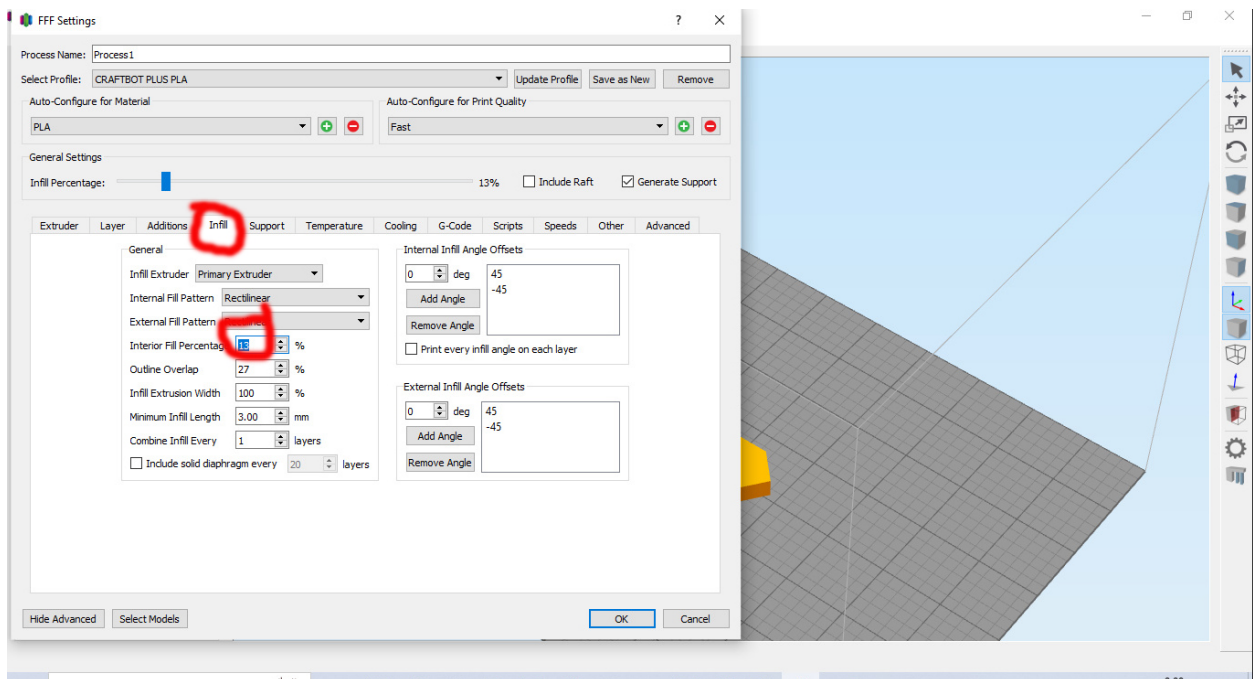 FFF Settings
Process Name: Process1
Select Profile: CRAFTBOT PLUS PLA Update Profile Save as New Remove
Auto-Configure for Material Auto-Configure for Print Quality
PLA Fast
General Settings
Infill Percentage: 13% Include Raft Generate Support
Extruder Layer Additions Infill Support Temperature Cooling G-Code Scripts Speeds Other Advanced
General
Infill Extruder Primary Extruder
Internal Fill Pattern Rectilinear
External Fill Pattern Rectilinear
Interior Fill Percentag 13 %
Outline Overlap 27 %
Infill Extrusion Width 100 %
Minimum Infill Length 3.00 mm
Combine Infill Every 1 layers
Include solid diaphragm every 20 layers
Internal Infill Angle Offsets
0 deg 45
-45
Add Angle
Remove Angle
Print every infill angle on each layer
External Infill Angle Offsets
0 deg 45
-45
Add Angle
Remove Angle
Hide Advanced Select Models OK Cancel